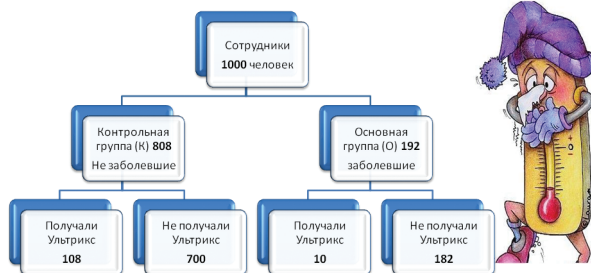 Сотрудники
1000 человек
Контрольная
группа (К) 808
Не заболевшие
Основная
группа (О) 192
заболевшие
Получали
Ультрикс
108
Не получали
Ультрикс
700
Получали
Ультрикс
10
Не получали
Ультрикс
182